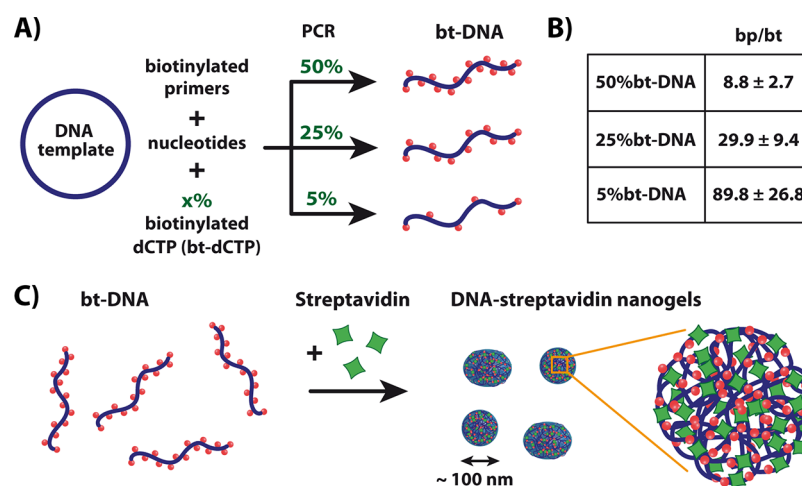 A)
PCR
bt-DNA
biotinylated
primers
+
nucleotides
+
x%
biotinylated
dCTP (bt-dCTP)
DNA
template
50%
25%
5%
B)
bp/bt
50%bt-DNA 8.8 ± 2.7
25%bt-DNA 29.9 ± 9.4
5%bt-DNA 89.8 ± 26.8
C)
bt-DNA
Streptavidin
+
DNA-streptavidin nanogels
~ 100 nm